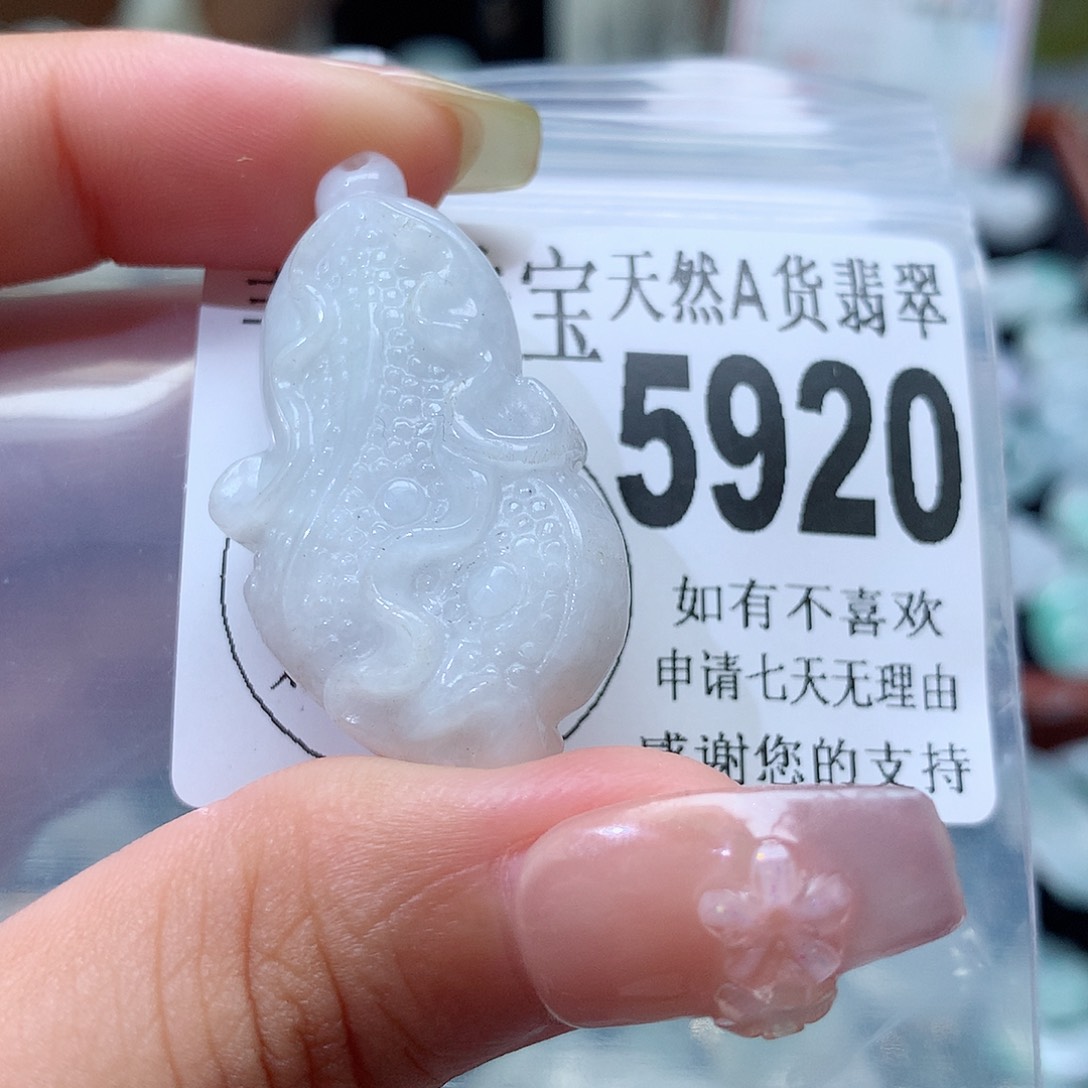 宝 天然A货翡翠
5920
如有不喜欢
申请七天无理由
感谢您的支持